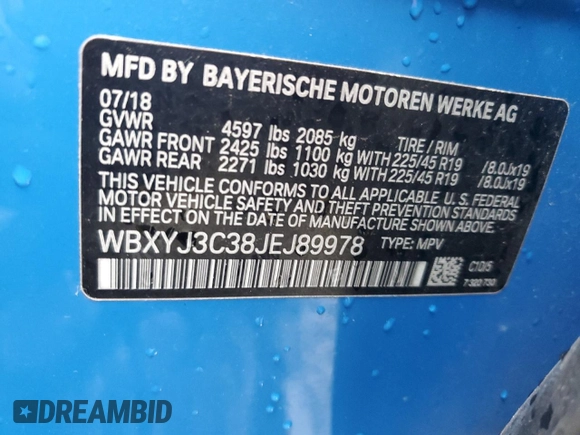 MFD BY BAYERISCHE MOTOREN WERKE AG
07/18
GVWR 4597 lbs 2085 kg TIRE/RIM
GAWR FRONT 2425 lbs 1100 kg WITH 225/45 R19 /8.0Jx19
GAWR REAR 2271 lbs 1030 kg WITH 225/45 R19 /8.0Jx19
THIS VEHICLE CONFORMS TO ALL APPLICABLE U.S. FEDERAL
MOTOR VEHICLE SAFETY AND THEFT PREVENTION STANDARDS
IN EFFECT ON THE DATE OF MANUFACTURE SHOWN ABOVE.
WBXYJ3C38JEJ89978 TYPE: MPV
7 380 730
DREAMBID